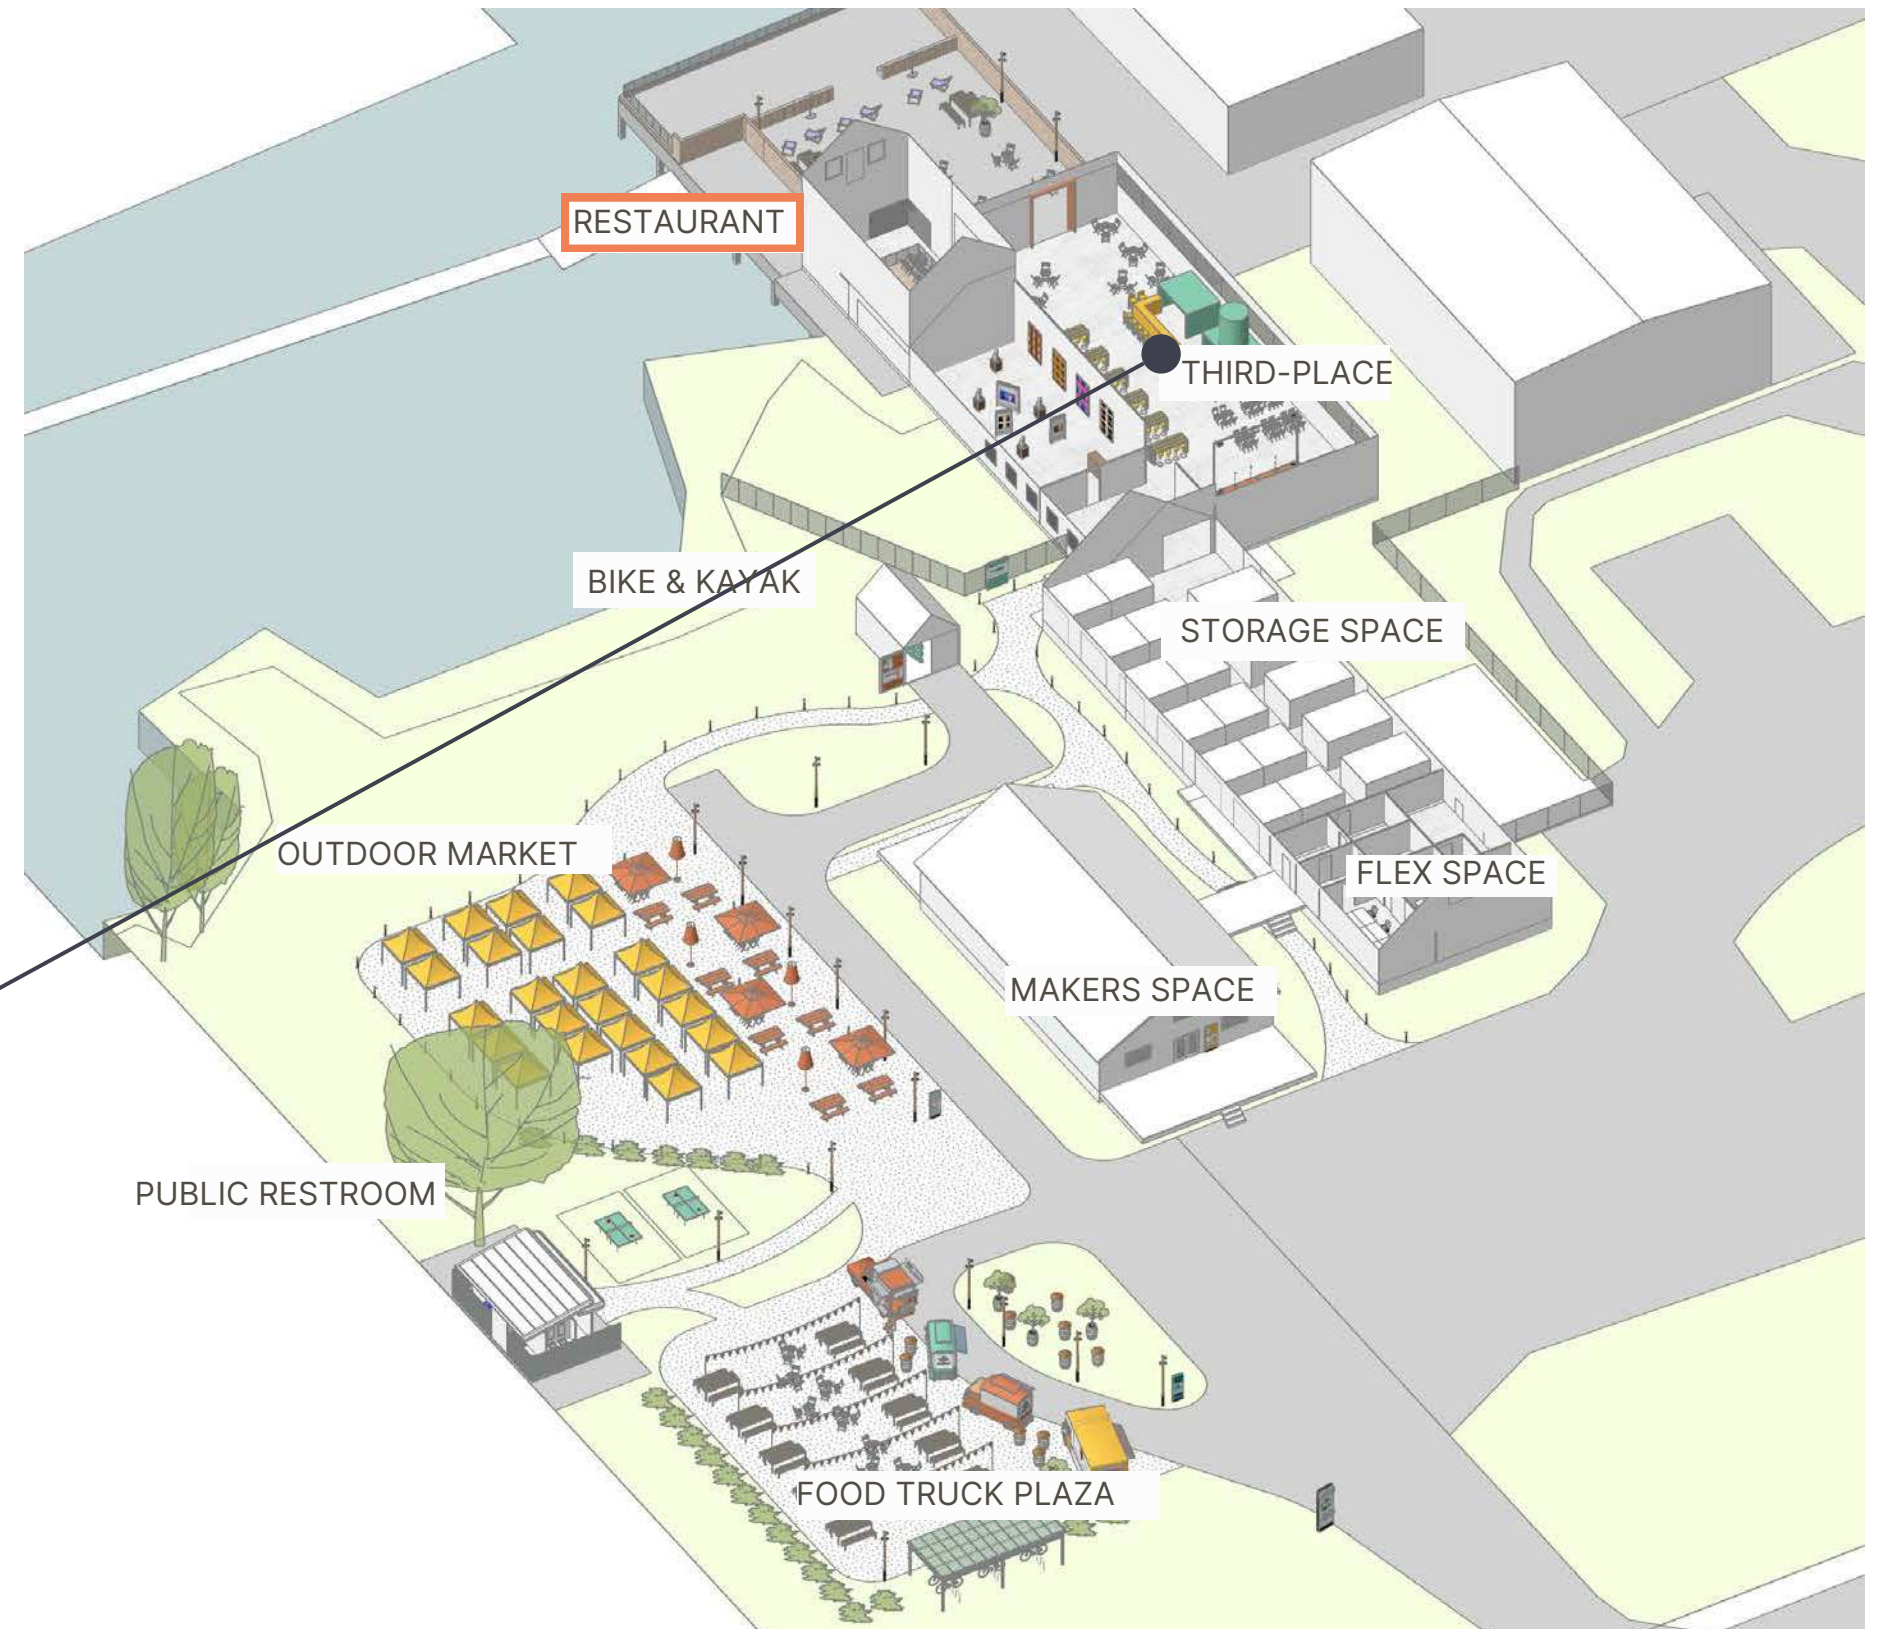 RESTAURANT
THIRD-PLACE
BIKE & KAYAK
STORAGE SPACE
OUTDOOR MARKET
FLEX SPACE
MAKERS SPACE
PUBLIC RESTROOM
FOOD TRUCK PLAZA